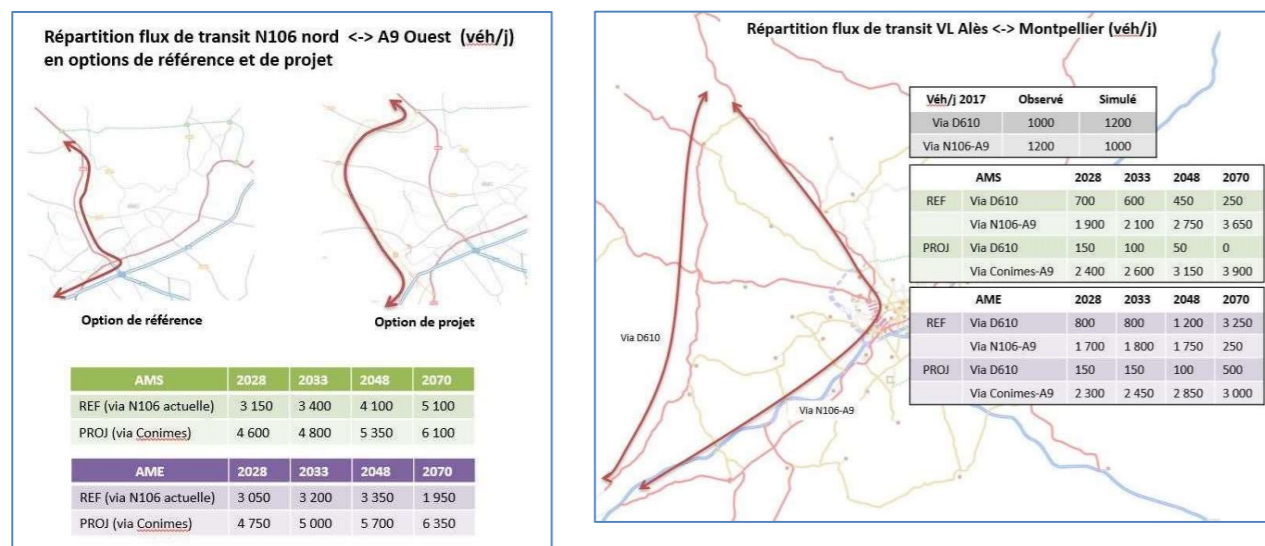 Répartition flux de transit N106 nord <-> A9 Ouest (véh/j)
en options de référence et de projet
Option de référence
Option de projet
AMS 2028 2033 2048 2070
REF (via N106 actuelle) 3 150 3 400 4 100 5 100
PROJ (via Conimes) 4 600 4 800 5 350 6 100
AME 2028 2033 2048 2070
REF (via N106 actuelle) 3 050 3 200 3 350 1 950
PROJ (via Conimes) 4 750 5 000 5 700 6 350
Répartition flux de transit VL Alès <-> Montpellier (véh/j)
Véh/j 2017 Observé Simulé
Via D610 1000 1200
Via N106-A9 1200 1000
AMS 2028 2033 2048 2070
REF Via D610 700 600 450 250
Via N106-A9 1 900 2 100 2 750 3 650
PROJ Via D610 150 100 50 0
Via Conimes-A9 2 400 2 600 3 150 3 900
AME 2028 2033 2048 2070
REF Via D610 800 800 1 200 3 250
Via N106-A9 1 700 1 800 1 750 250
PROJ Via D610 150 150 100 500
Via Conimes-A9 2 300 2 450 2 850 3 000
Via D610
Via N106-A9